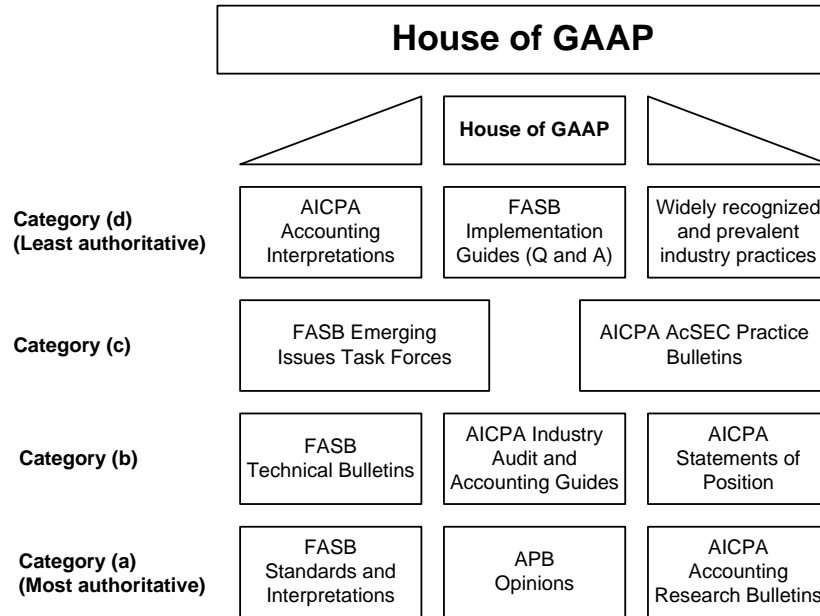 House of GAAP
House of GAAP
Category (d)
(Least authoritative)
AICPA
Accounting
Interpretations
FASB
Implementation
Guides (Q and A)
Widely recognized
and prevalent
industry practices
Category (c)
FASB Emerging
Issues Task Forces
AICPA AcSEC Practice
Bulletins
Category (b)
FASB
Technical Bulletins
AICPA Industry
Audit and
Accounting Guides
AICPA
Statements of
Position
Category (a)
(Most authoritative)
FASB
Standards and
Interpretations
APB
Opinions
AICPA
Accounting
Research Bulletins